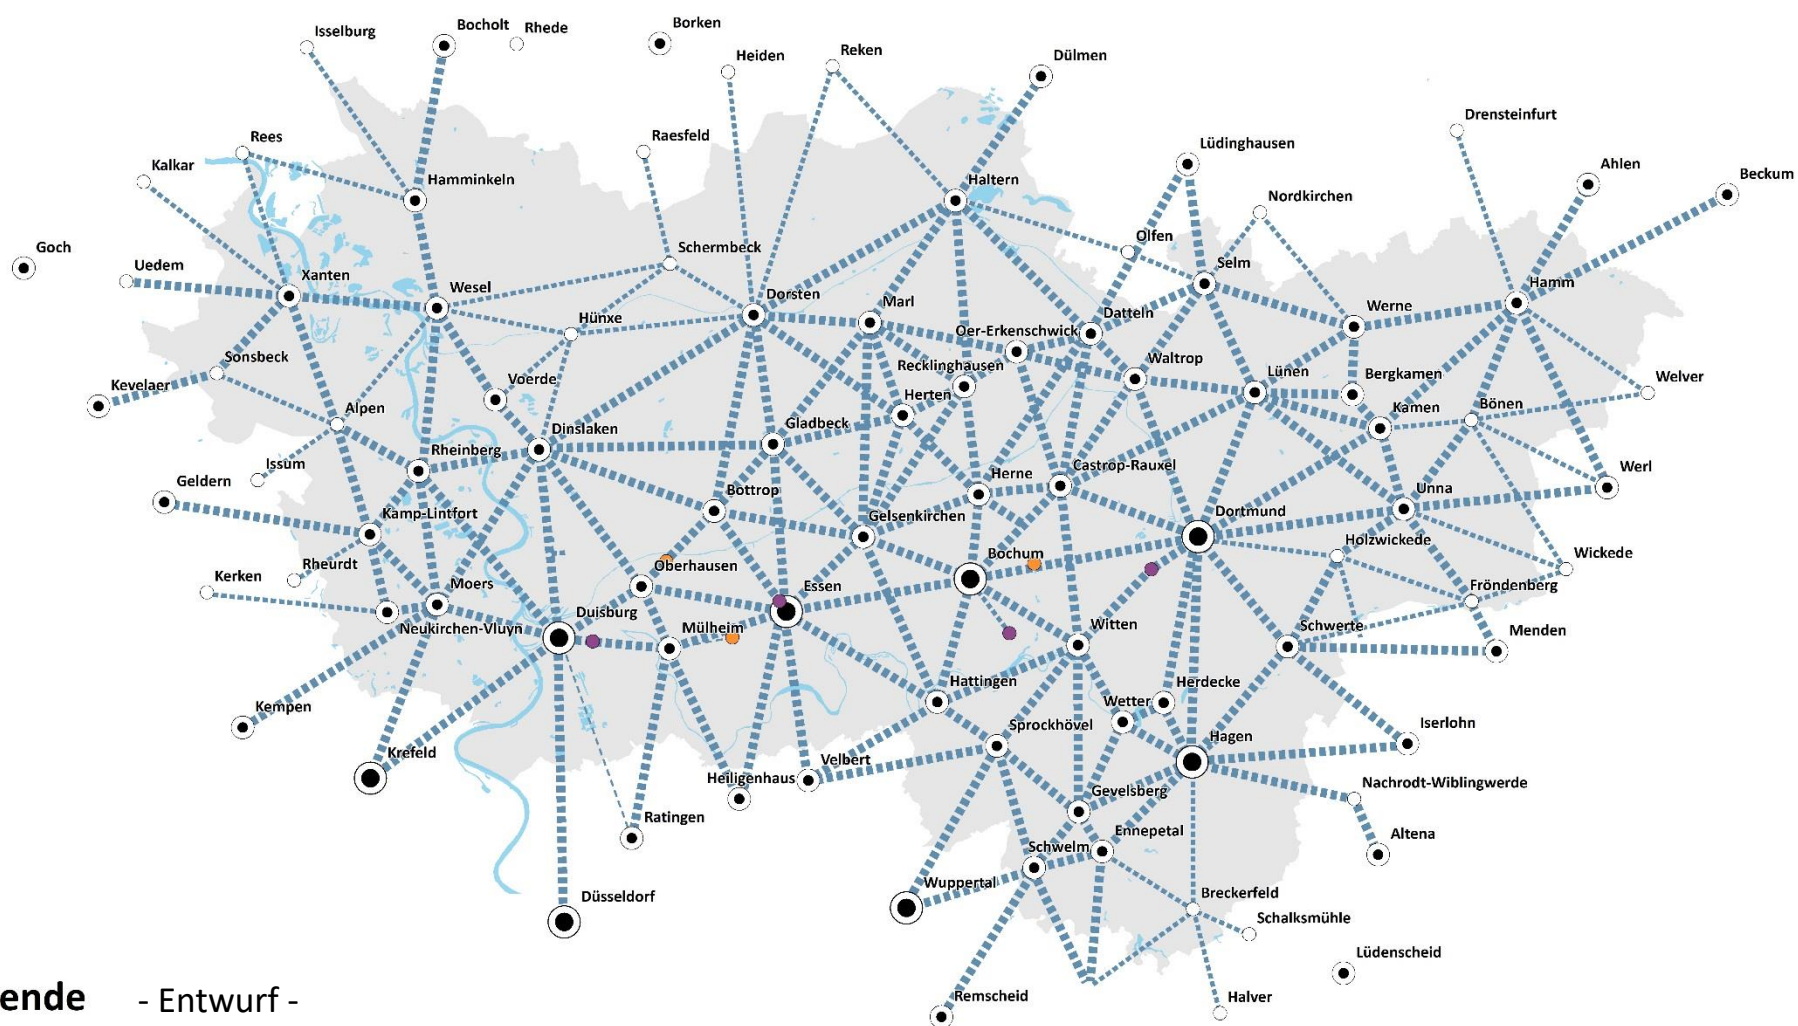 Isselburg
Bocholt
Rhede
Borken
Heiden
Reken
Dülmen
Drensteinfurt
Rees
Raesfeld
Lüdinghausen
Kalkar
Hamminkeln
Haltern
Ahlen
Beckum
Nordkirchen
Goch
Uedem
Schermbeck
Olfen
Selm
Xanten
Wesel
Dorsten
Marl
Datteln
Werne
Hamm
Hünxe
Oer-Erkenschwick
Sonsbeck
Recklinghausen
Waltrop
Lünen
Bergkamen
Welver
Kevelaer
Voerde
Herten
Kamen
Bönen
Alpen
Dinslaken
Gladbeck
Issum
Rheinberg
Herne
Castrop-Rauxel
Werl
Geldern
Bottrop
Unna
Kamp-Lintfort
Gelsenkirchen
Dortmund
Holzwickede
Wickede
Rheurdt
Kerken
Moers
Oberhausen
Essen
Bochum
Fröndenberg
Duisburg
Neukirchen-Vluyn
Mülheim
Witten
Schwerte
Menden
Kempen
Hattingen
Herdecke
Wetter
Iserlohn
Sprockhövel
Hagen
Krefeld
Velbert
Heiligenhaus
Nachrodt-Wiblingwerde
Gevelsberg
Ratingen
Ennepetal
Altena
Schwelm
Düsseldorf
Wuppertal
Breckerfeld
Schalksmühle
Lüdenscheid
Remscheid
Halver
ende - Entwurf -